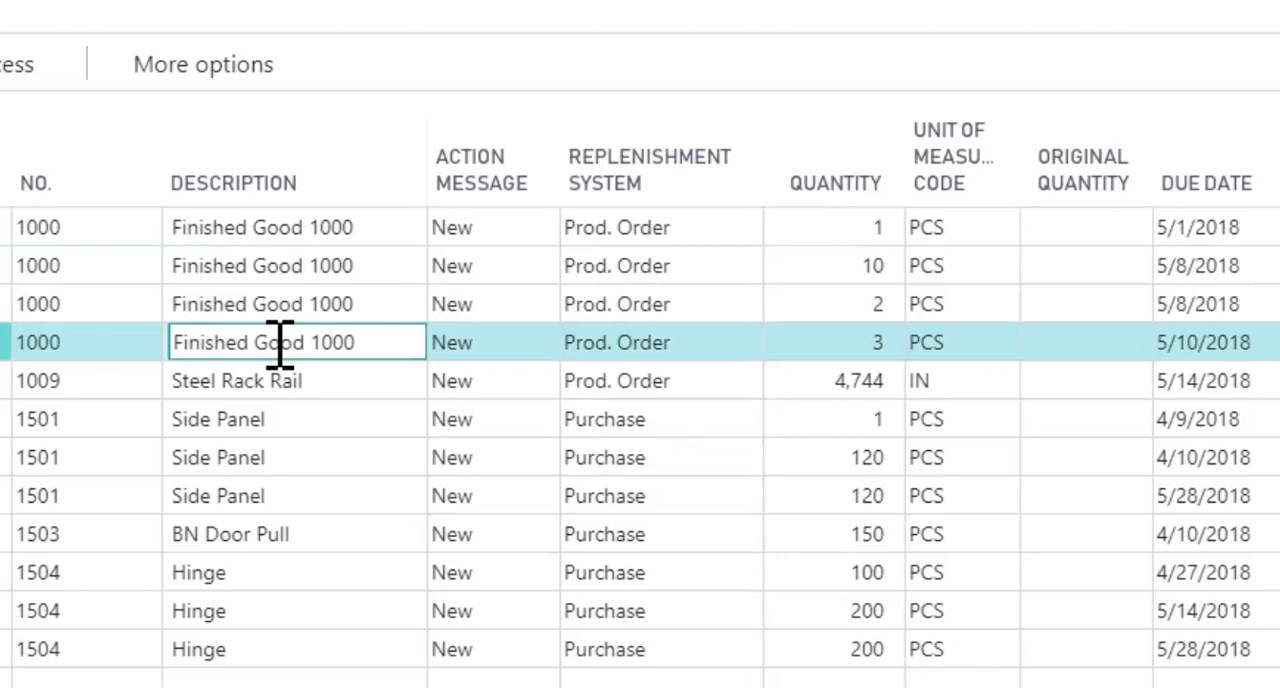 cess More options
NO. DESCRIPTION ACTION MESSAGE REPLENISHMENT SYSTEM QUANTITY UNIT OF MEASU... CODE ORIGINAL QUANTITY DUE DATE
1000 Finished Good 1000 New Prod. Order 1 PCS 5/1/2018
1000 Finished Good 1000 New Prod. Order 10 PCS 5/8/2018
1000 Finished Good 1000 New Prod. Order 2 PCS 5/8/2018
1000 Finished Good 1000 New Prod. Order 3 PCS 5/10/2018
1009 Steel Rack Rail New Prod. Order 4,744 IN 5/14/2018
1501 Side Panel New Purchase 1 PCS 4/9/2018
1501 Side Panel New Purchase 120 PCS 4/10/2018
1501 Side Panel New Purchase 120 PCS 5/28/2018
1503 BN Door Pull New Purchase 150 PCS 4/10/2018
1504 Hinge New Purchase 100 PCS 4/27/2018
1504 Hinge New Purchase 200 PCS 5/14/2018
1504 Hinge New Purchase 200 PCS 5/28/2018